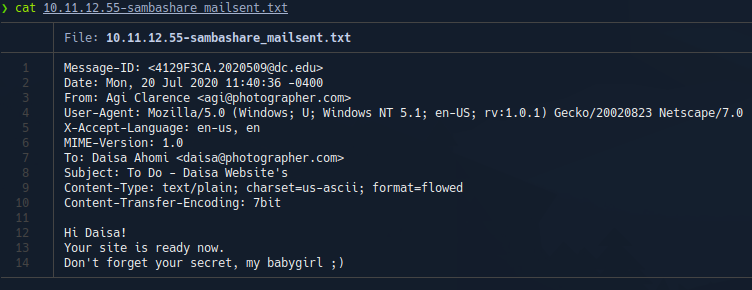 ❯ cat 10.11.12.55-sambashare_mailsent.txt
File: 10.11.12.55-sambashare_mailsent.txt
1 Message-ID: <4129F3CA.2020509@dc.edu>
2 Date: Mon, 20 Jul 2020 11:40:36 -0400
3 From: Agi Clarence <agi@photographer.com>
4 User-Agent: Mozilla/5.0 (Windows; U; Windows NT 5.1; en-US; rv:1.0.1) Gecko/20020823 Netscape/7.0
5 X-Accept-Language: en-us, en
6 MIME-Version: 1.0
7 To: Daisa Ahomi <daisa@photographer.com>
8 Subject: To Do - Daisa Website's
9 Content-Type: text/plain; charset=us-ascii; format=flowed
10 Content-Transfer-Encoding: 7bit
11
12 Hi Daisa!
13 Your site is ready now.
14 Don't forget your secret, my babygirl ;)